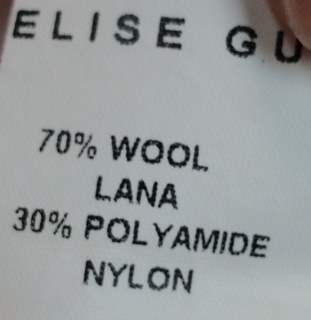 ELISE GU
70% WOOL
LANA
30% POLYAMIDE
NYLON